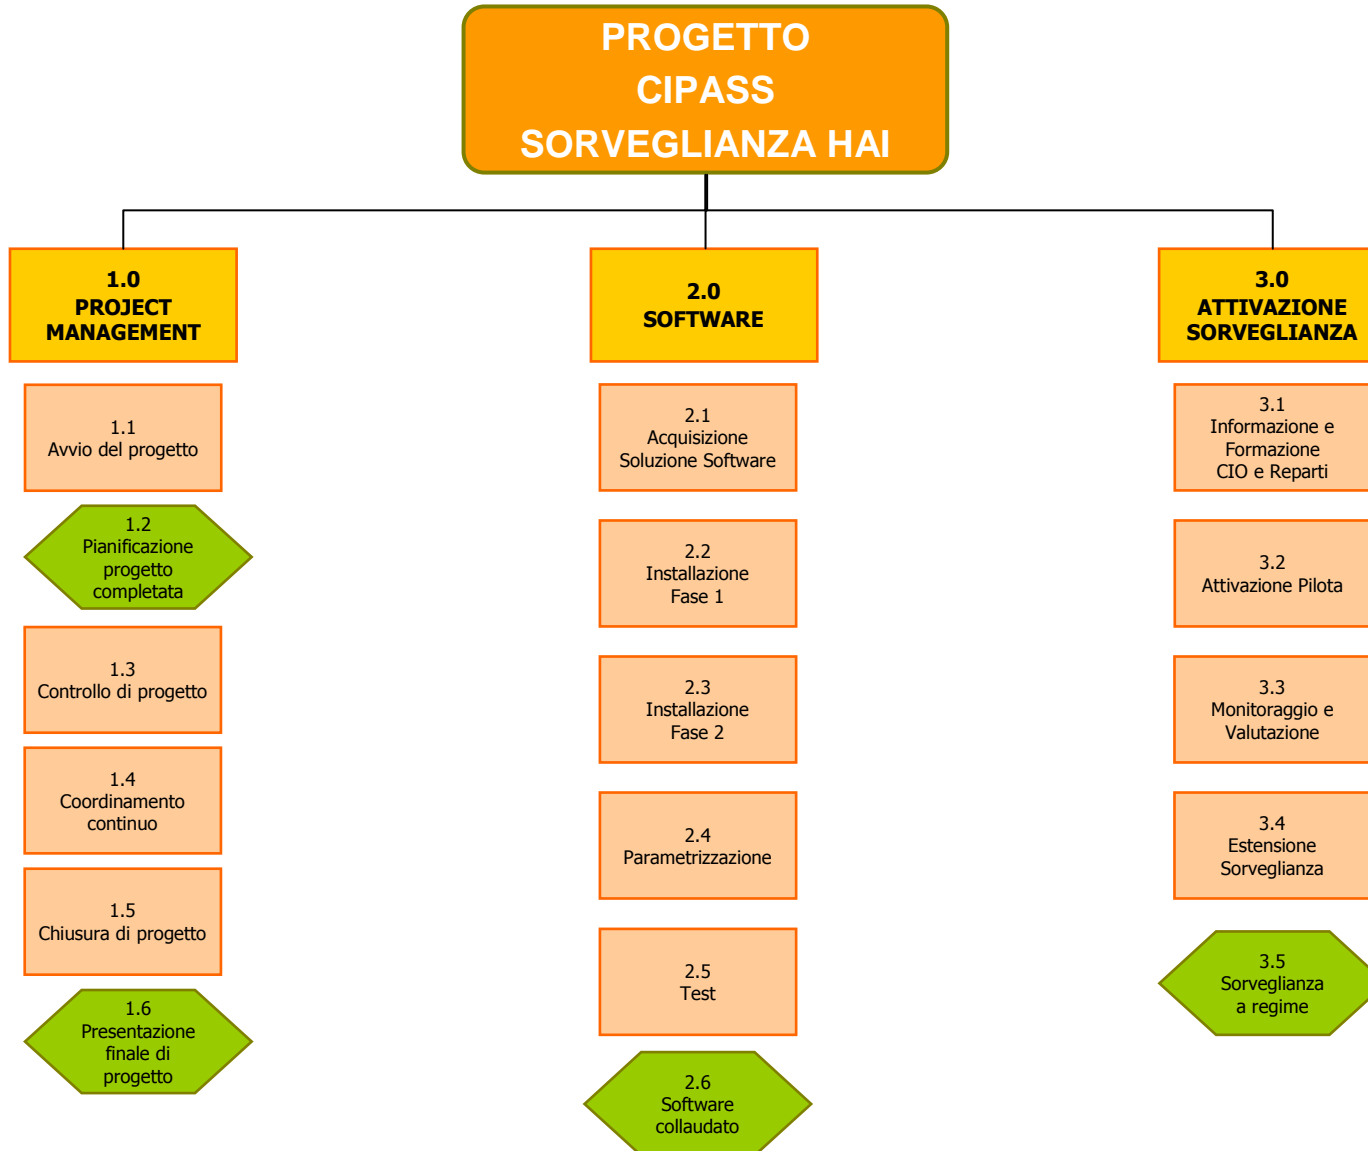 PROGETTO
CIPASS
SORVEGLIANZA HAI
1.0
PROJECT
MANAGEMENT
1.1
Avvio del progetto
1.2
Pianificazione
progetto
completata
1.3
Controllo di progetto
1.4
Coordinamento
continuo
1.5
Chiusura di progetto
1.6
Presentazione
finale di
progetto
2.0
SOFTWARE
2.1
Acquisizione
Soluzione Software
2.2
Installazione
Fase 1
2.3
Installazione
Fase 2
2.4
Parametrizzazione
2.5
Test
2.6
Software
collaudato
3.0
ATTIVAZIONE
SORVEGLIANZA
3.1
Informazione e
Formazione
CIO e Reparti
3.2
Attivazione Pilota
3.3
Monitoraggio e
Valutazione
3.4
Estensione
Sorveglianza
3.5
Sorveglianza
a regime